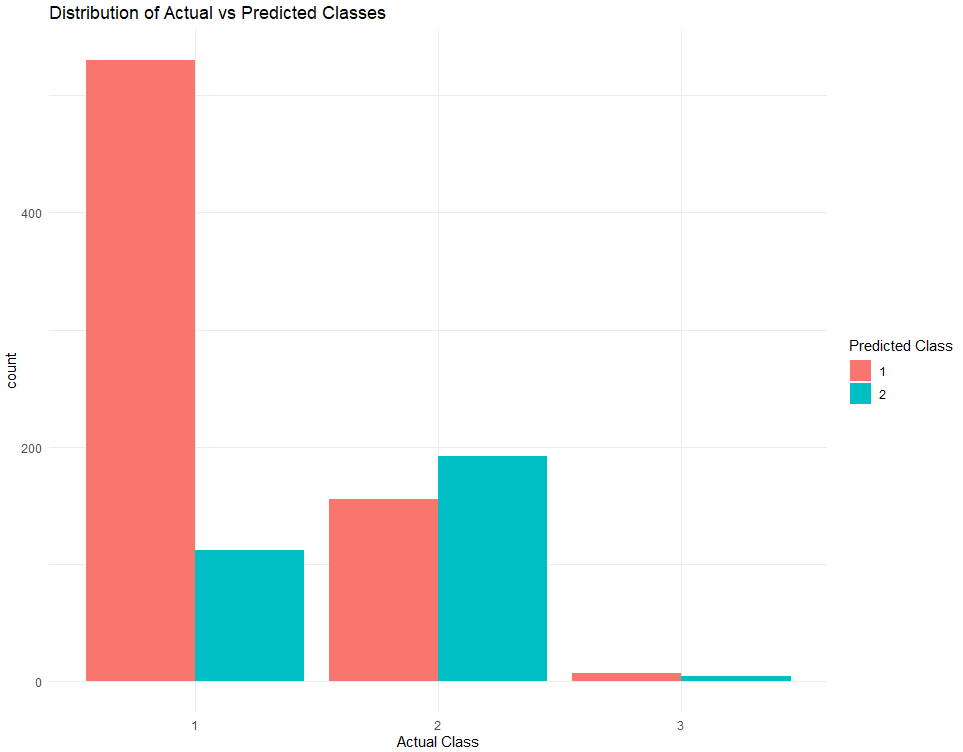 Distribution of Actual vs Predicted Classes
count
400
200
0
1
2
3
Actual Class
Predicted Class
1
2